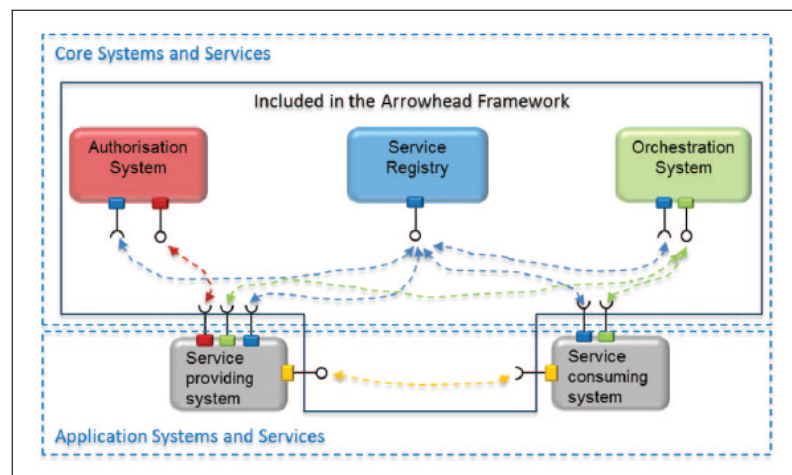 Core Systems and Services
Included in the Arrowhead Framework
Authorisation
System
Service
Registry
Orchestration
System
Service
providing
system
Service
consuming
system
Application Systems and Services